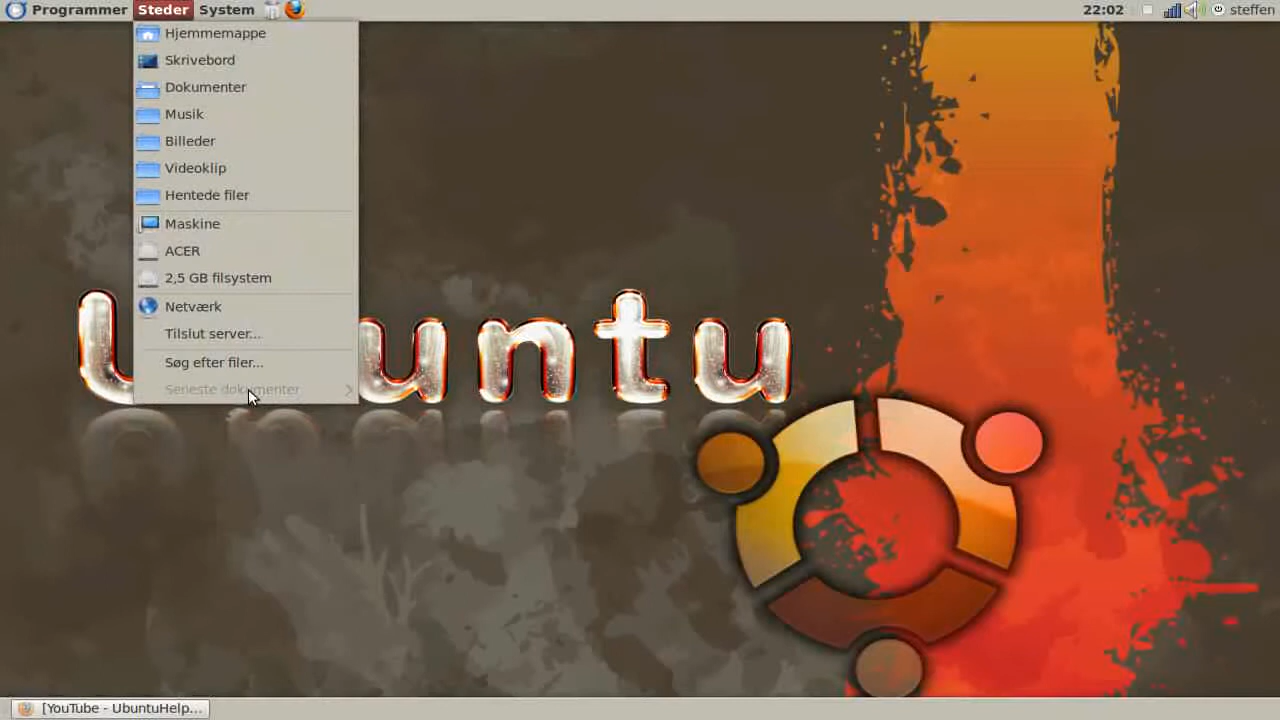 Programmer Steder System 22:02 steffen
Hjemmemappe
Skrivebord
Dokumenter
Musik
Billeder
Videoklip
Hentede filer
Maskine
ACER
2,5 GB filsystem
Netværk
Tilslut server...
Søg efter filer...
Seneste dokumenter
ubuntu
[YouTube - UbuntuHelp...